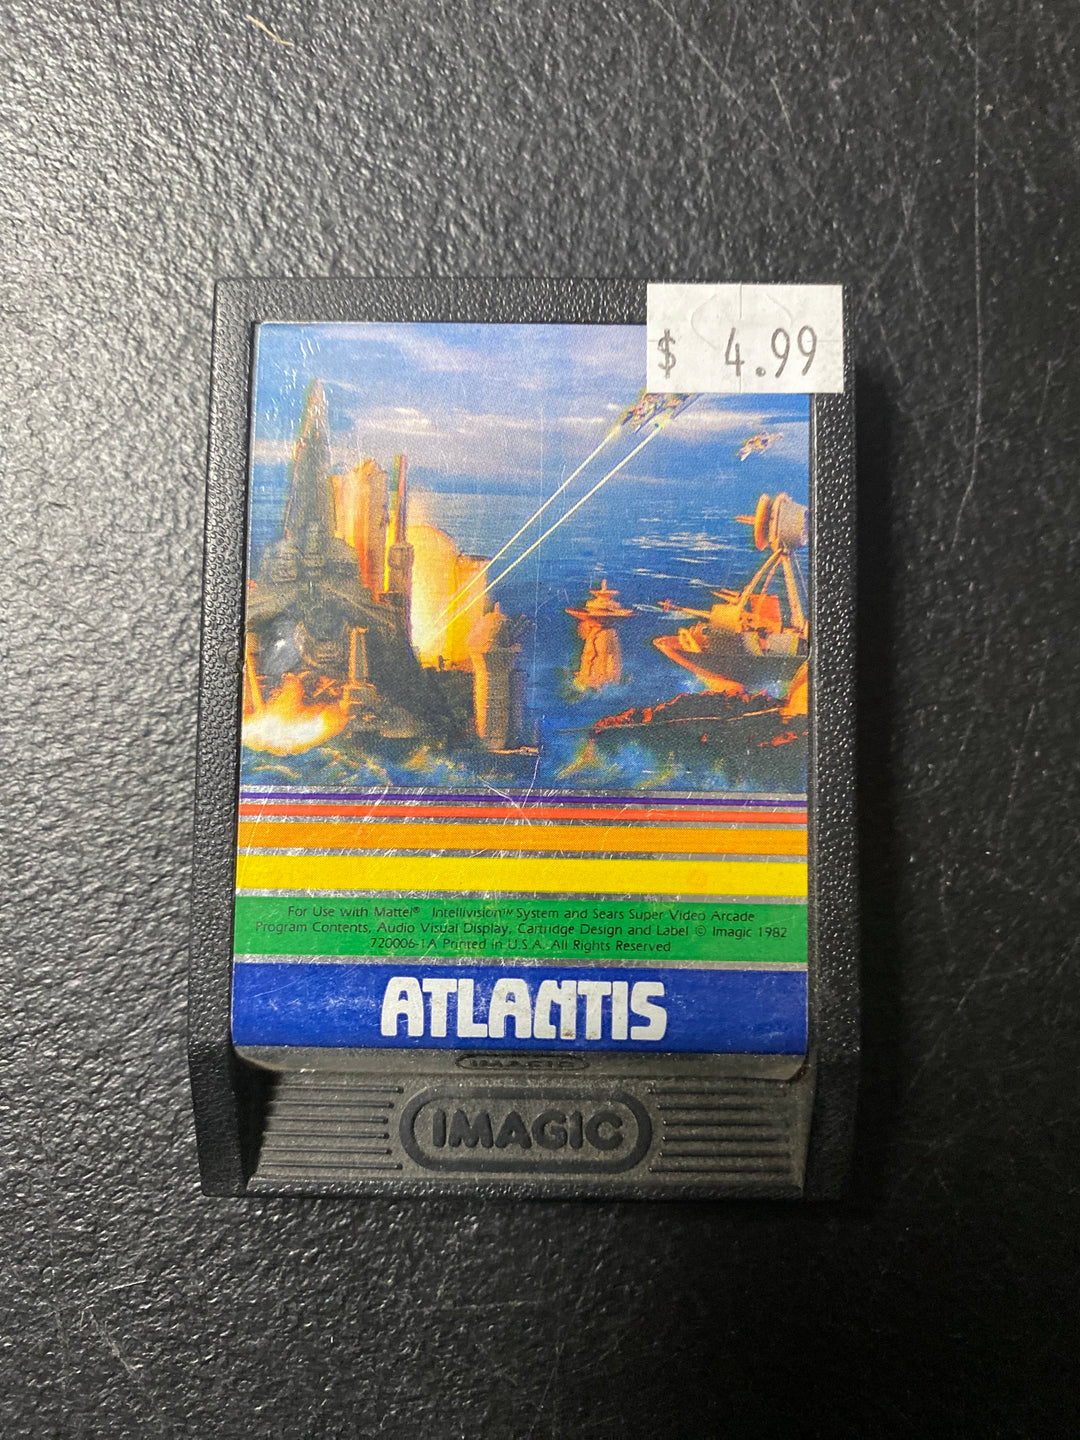 $ 4.99
For Use with Mattel® Intellivision™ System and Sears Super Video Arcade
Program Contents, Audio Visual Display, Cartridge Design and Label © Imagic 1982
720006-1A Printed in U.S.A. All Rights Reserved
ATLANTIS
IMAGIC
IMAGIC